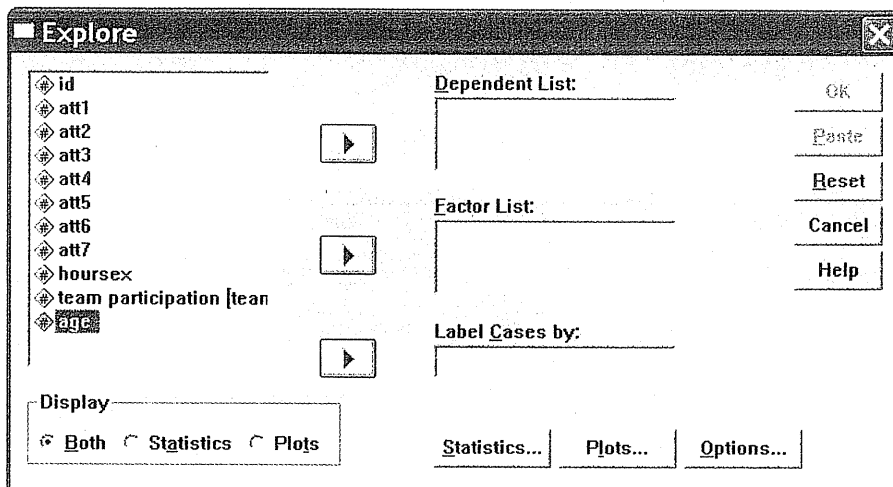 Explore
id
att1
att2
att3
att4
att5
att6
att7
hoursex
team participation [tean
age
Dependent List:
Factor List:
Label Cases by:
OK
Paste
Reset
Cancel
Help
Display
Both Statistics Plots
Statistics... Plots... Options...